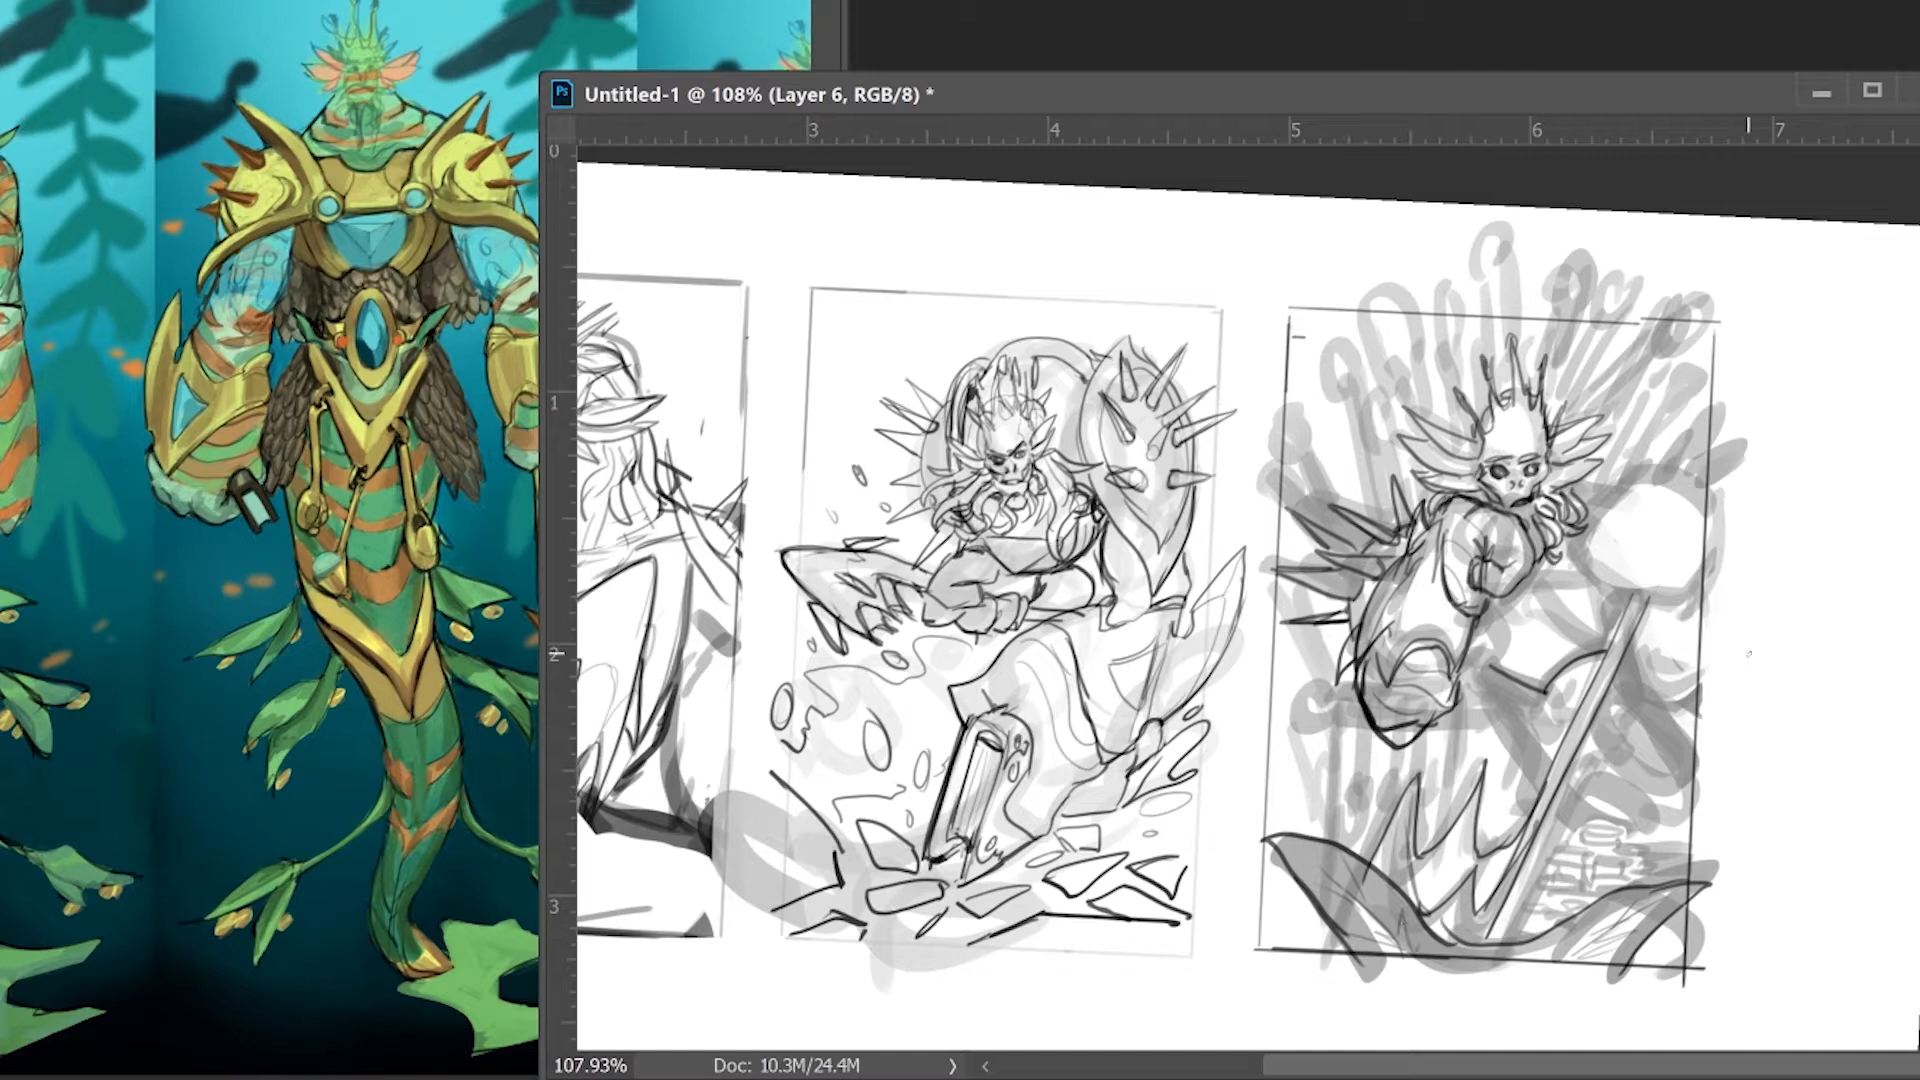 Ps Untitled-1 @ 108% (Layer 6, RGB/8) *
3 4 5 6 7
0
1
2
3
107.93% Doc: 10.3M/24.4M